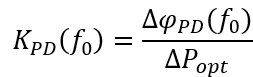 K_PD(f_0) = Δφ_PD(f_0) / ΔP_opt